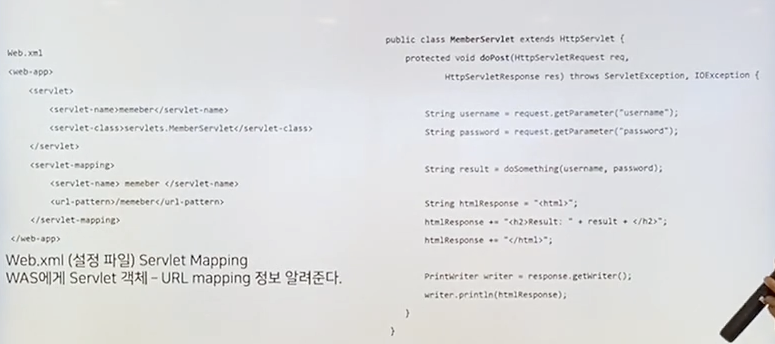 Web.xml
<web-app>
<servlet>
<servlet-name>memeber</servlet-name>
<servlet-class>servlets.MemberServlet</servlet-class>
</servlet>
<servlet-mapping>
<servlet-name> memeber </servlet-name>
<url-pattern>/memeber</url-pattern>
</servlet-mapping>
</web-app>
Web.xml (설정 파일) Servlet Mapping
WAS에게 Servlet 객체 – URL mapping 정보 알려준다.
public class MemberServlet extends HttpServlet {
protected void doPost(HttpServletRequest req,
HttpServletResponse res) throws ServletException, IOException {
String username = request.getParameter("username");
String password = request.getParameter("password");
String result = doSomething(username, password);
String htmlResponse = "<html>";
htmlResponse += "<h2>Result: " + result + </h2>";
htmlResponse += "</html>";
PrintWriter writer = response.getWriter();
writer.println(htmlResponse);
}
}